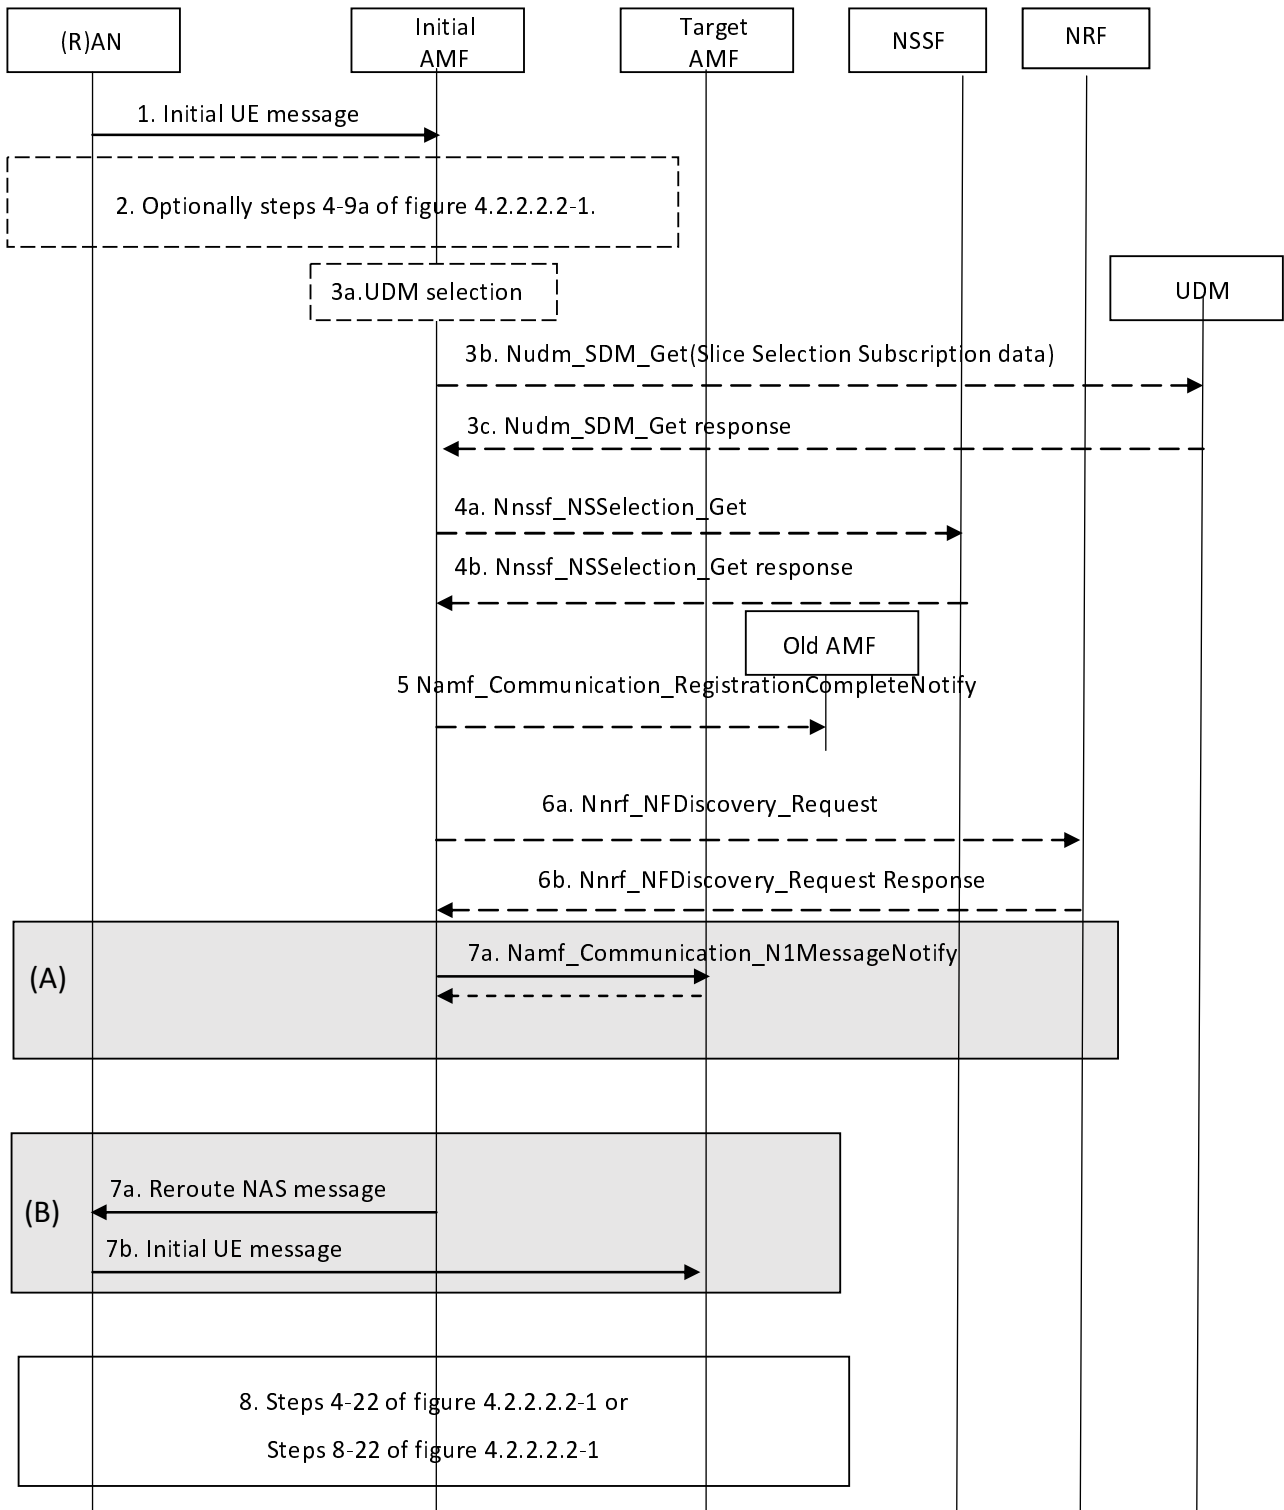 (R)AN
Initial
AMF
Target
AMF
NSSF
NRF
1. Initial UE message
2. Optionally steps 4-9a of figure 4.2.2.2.2-1.
3a.UDM selection
UDM
3b. Nudm_SDM_Get(Slice Selection Subscription data)
3c. Nudm_SDM_Get response
4a. Nnssf_NSSelection_Get
4b. Nnssf_NSSelection_Get response
Old AMF
5 Namf_Communication_RegistrationCompleteNotify
6a. Nnrf_NFDiscovery_Request
6b. Nnrf_NFDiscovery_Request Response
(A)
7a. Namf_Communication_N1MessageNotify
(B)
7a. Reroute NAS message
7b. Initial UE message
8. Steps 4-22 of figure 4.2.2.2.2-1 or
Steps 8-22 of figure 4.2.2.2.2-1